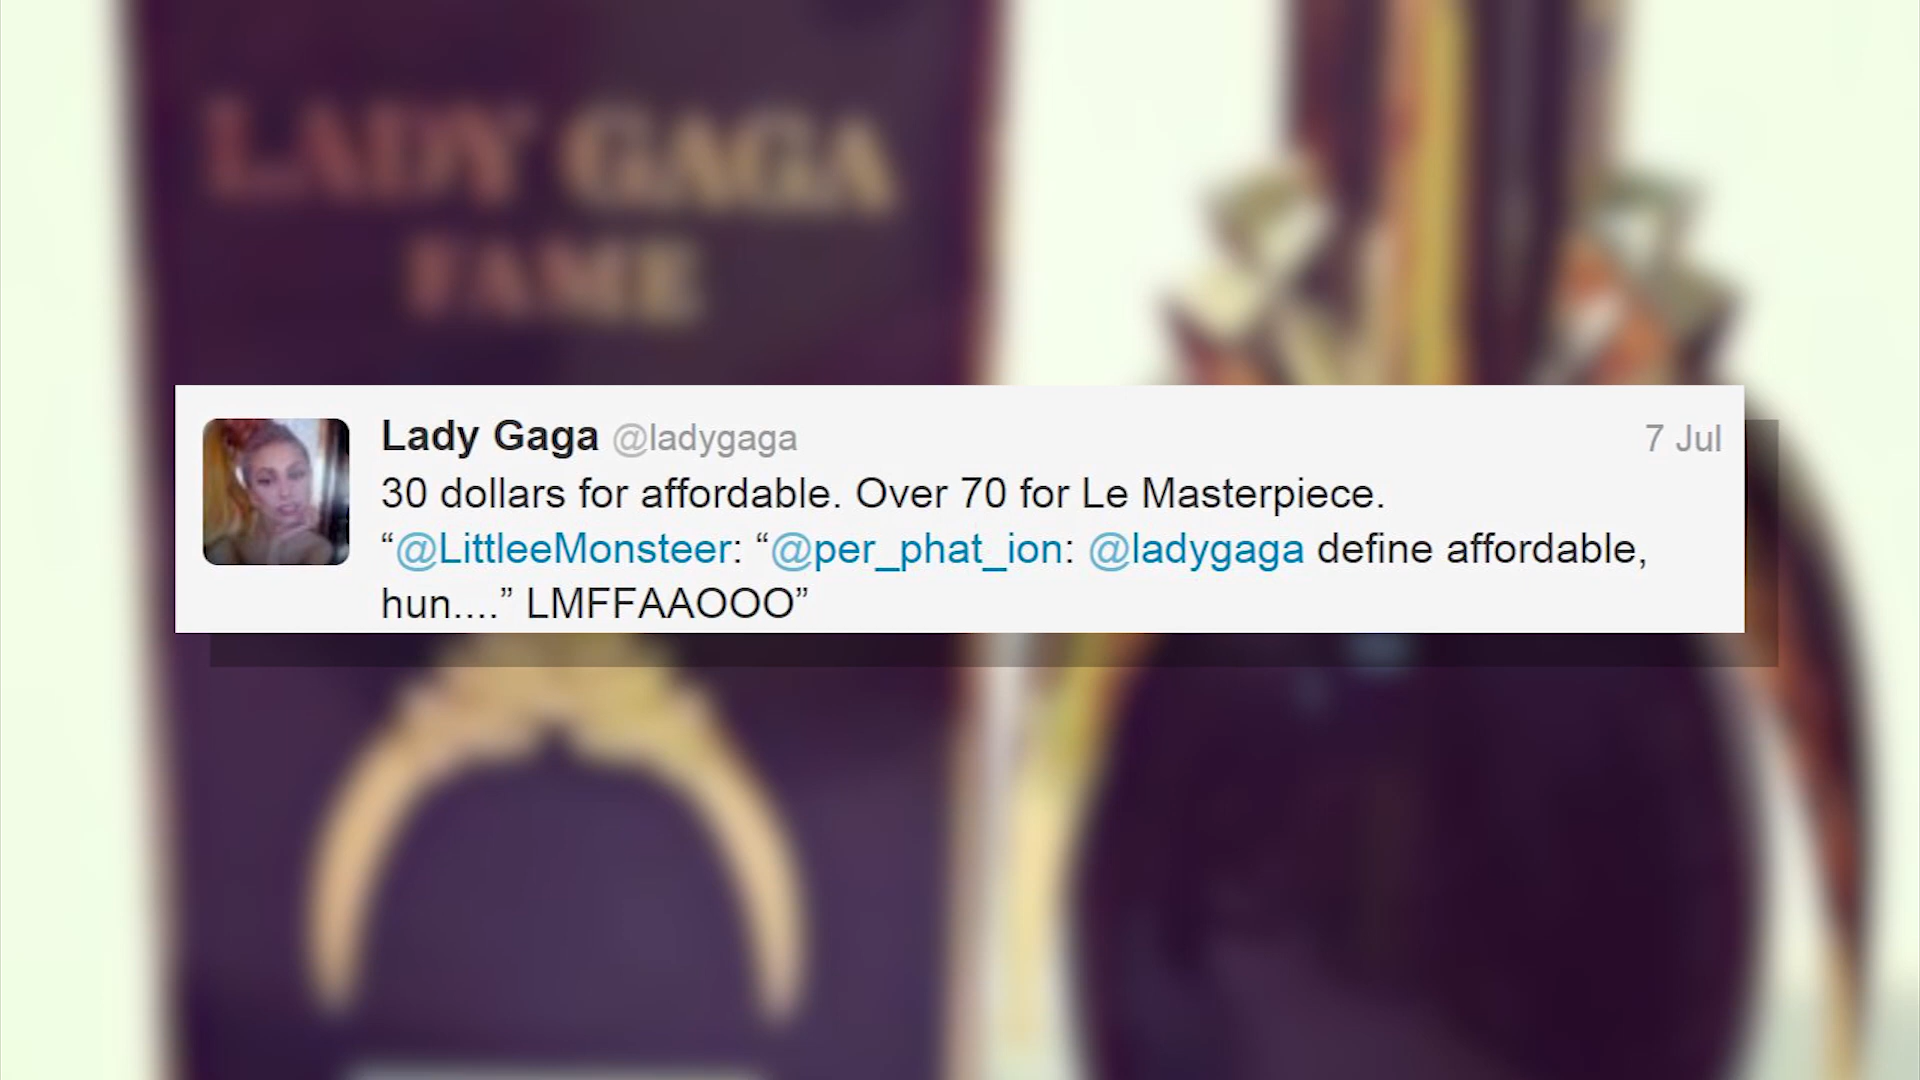 LADY GAGA
FAME
Lady Gaga @ladygaga 7 Jul
30 dollars for affordable. Over 70 for Le Masterpiece.
“@LittleeMonsteer: “@per_phat_ion: @ladygaga define affordable,
hun....” LMFFAAOOO”